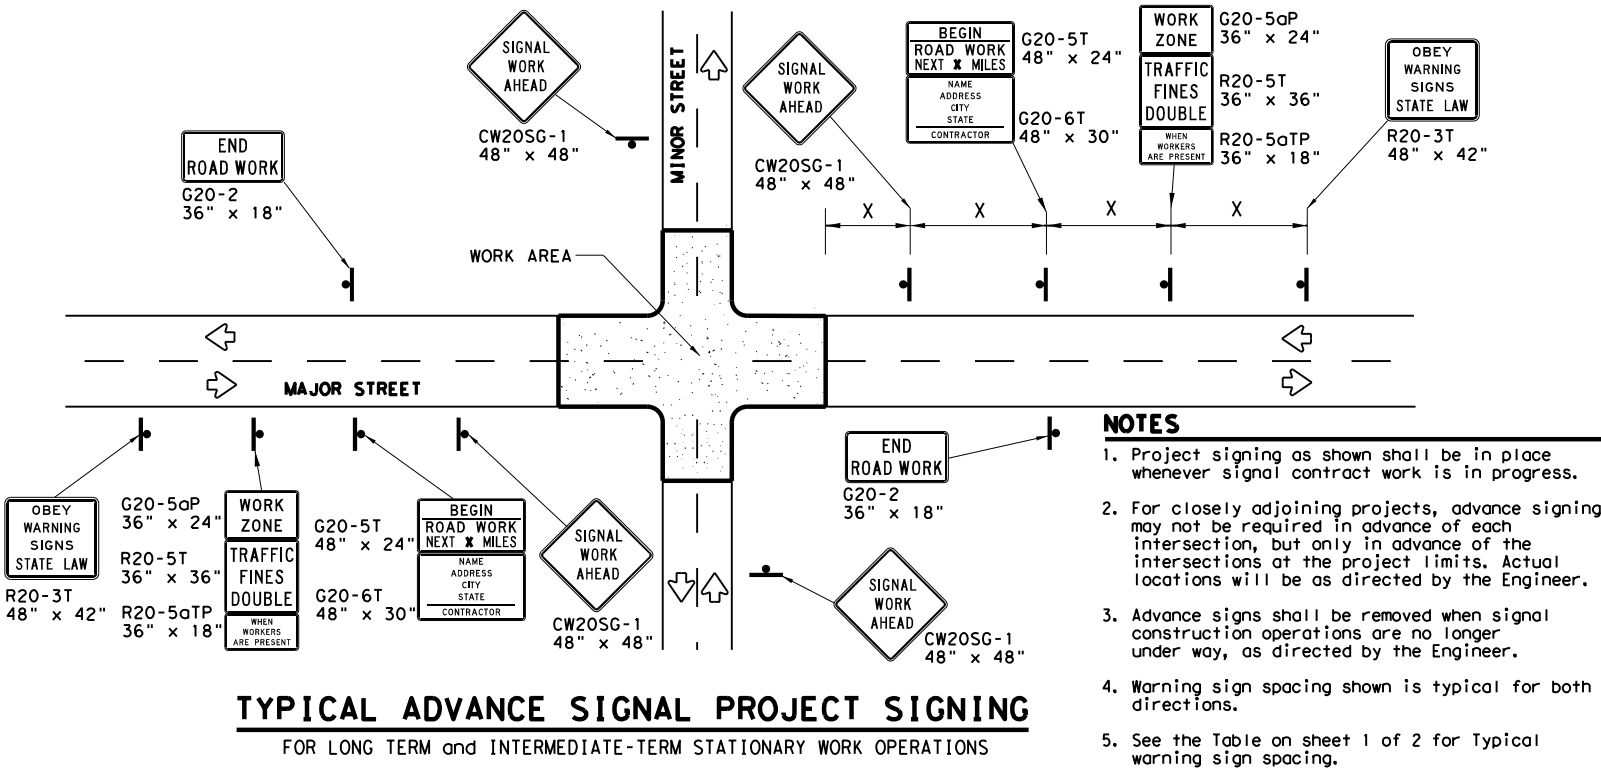 SIGNAL
WORK
AHEAD
CW20SG-1
48" x 48"
MINOR STREET
SIGNAL
WORK
AHEAD
CW20SG-1
48" x 48"
BEGIN
ROAD WORK
NEXT X MILES
NAME
ADDRESS
CITY
STATE
CONTRACTOR
G20-5T
48" x 24"
G20-6T
48" x 30"
WORK
ZONE
TRAFFIC
FINES
DOUBLE
WHEN
WORKERS
ARE PRESENT
G20-5aP
36" x 24"
R20-5T
36" x 36"
R20-5aTP
36" x 18"
OBEY
WARNING
SIGNS
STATE LAW
R20-3T
48" x 42"
END
ROAD WORK
G20-2
36" x 18"
X
X
X
X
WORK AREA
MAJOR STREET
OBEY
WARNING
SIGNS
STATE LAW
R20-3T
48" x 42"
G20-5aP
36" x 24"
R20-5T
36" x 36"
R20-5aTP
36" x 18"
WORK
ZONE
TRAFFIC
FINES
DOUBLE
WHEN
WORKERS
ARE PRESENT
G20-5T
48" x 24"
G20-6T
48" x 30"
BEGIN
ROAD WORK
NEXT X MILES
NAME
ADDRESS
CITY
STATE
CONTRACTOR
SIGNAL
WORK
AHEAD
CW20SG-1
48" x 48"
END
ROAD WORK
G20-2
36" x 18"
SIGNAL
WORK
AHEAD
CW20SG-1
48" x 48"
NOTES
1. Project signing as shown shall be in place
whenever signal contract work is in progress.
2. For closely adjoining projects, advance signing
may not be required in advance of each
intersection, but only in advance of the
intersections at the project limits. Actual
locations will be as directed by the Engineer.
3. Advance signs shall be removed when signal
construction operations are no longer
under way, as directed by the Engineer.
4. Warning sign spacing shown is typical for both
directions.
5. See the Table on sheet 1 of 2 for Typical
warning sign spacing.
TYPICAL ADVANCE SIGNAL PROJECT SIGNING
FOR LONG TERM and INTERMEDIATE-TERM STATIONARY WORK OPERATIONS